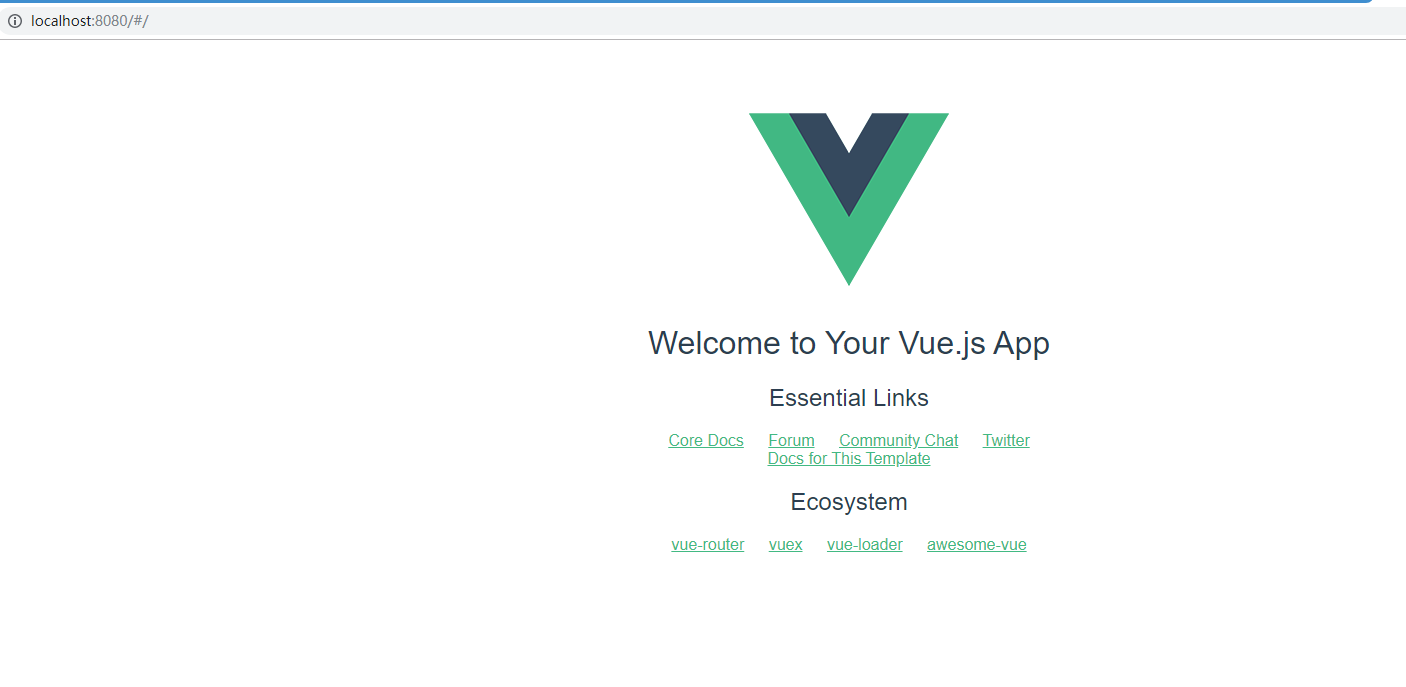 localhost:8080/#/
Welcome to Your Vue.js App
Essential Links
Core Docs Forum Community Chat Twitter
Docs for This Template
Ecosystem
vue-router vuex vue-loader awesome-vue